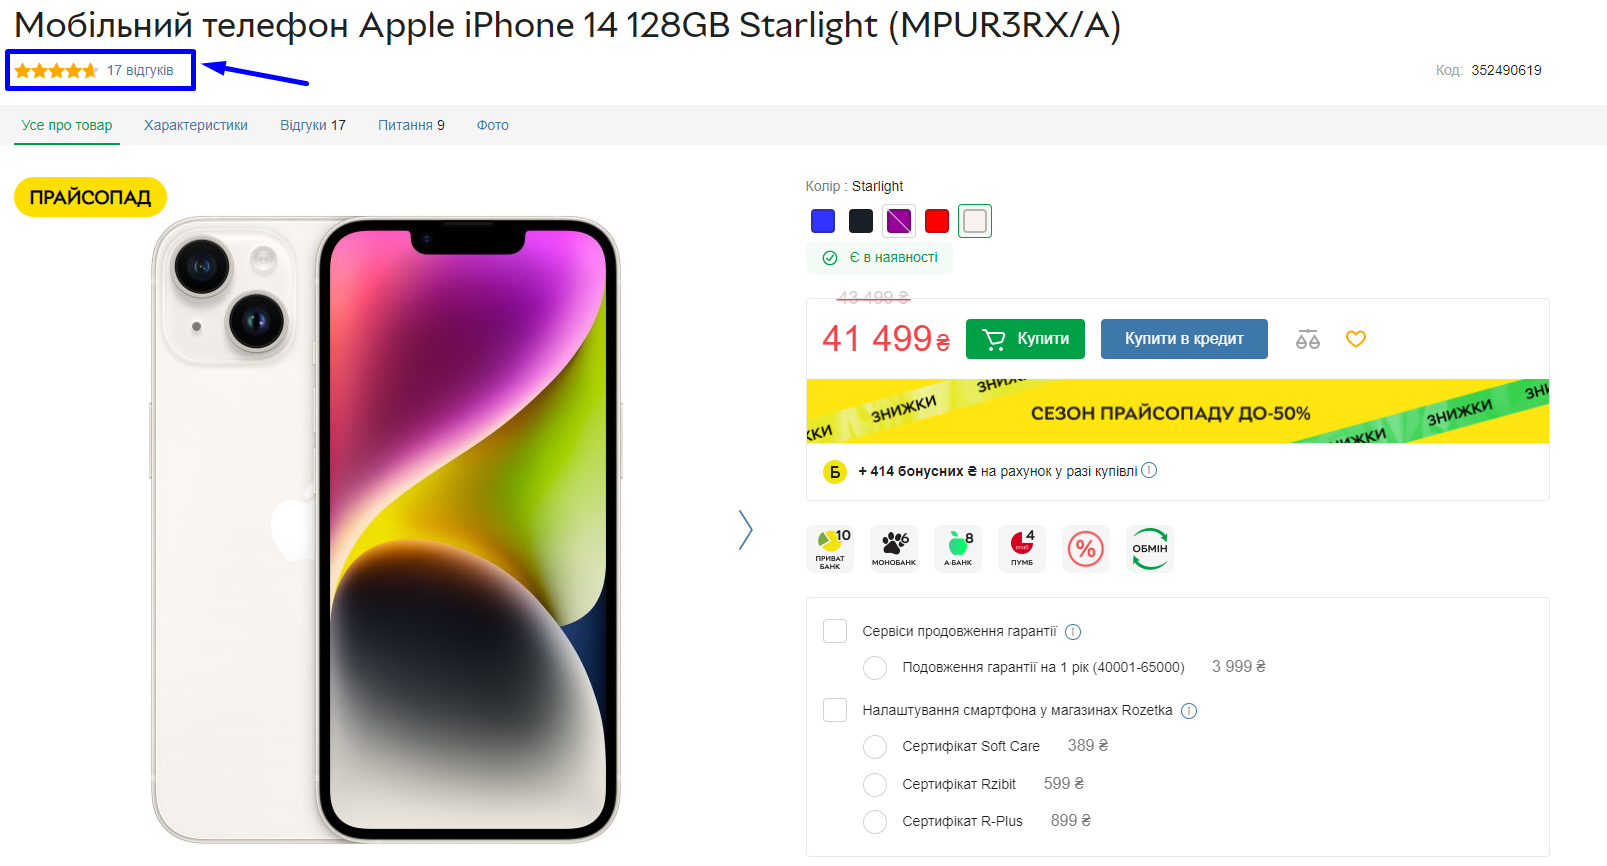 Мобільний телефон Apple iPhone 14 128GB Starlight (MPUR3RX/A)
17 відгуків
Код: 352490619
Усе про товар Характеристики Відгуки 17 Питання 9 Фото
ПРАЙСОПАД
Колір : Starlight
Є в наявності
43 499 ₴
41 499 ₴ Купити Купити в кредит
ЗНИЖКИ ЗНИЖКИ СЕЗОН ПРАЙСОПАДУ ДО-50% ЗНИЖКИ
Б + 414 бонусних ₴ на рахунок у разі купівлі
10 ПРИВАТ БАНК
6 МОНОБАНК
8 А-БАНК
4 ПУМБ
%
ОБМІН
Сервіси продовження гарантії
Подовження гарантії на 1 рік (40001-65000) 3 999 ₴
Налаштування смартфона у магазинах Rozetka
Сертифікат Soft Care 389 ₴
Сертифікат Rzibit 599 ₴
Сертифікат R-Plus 899 ₴